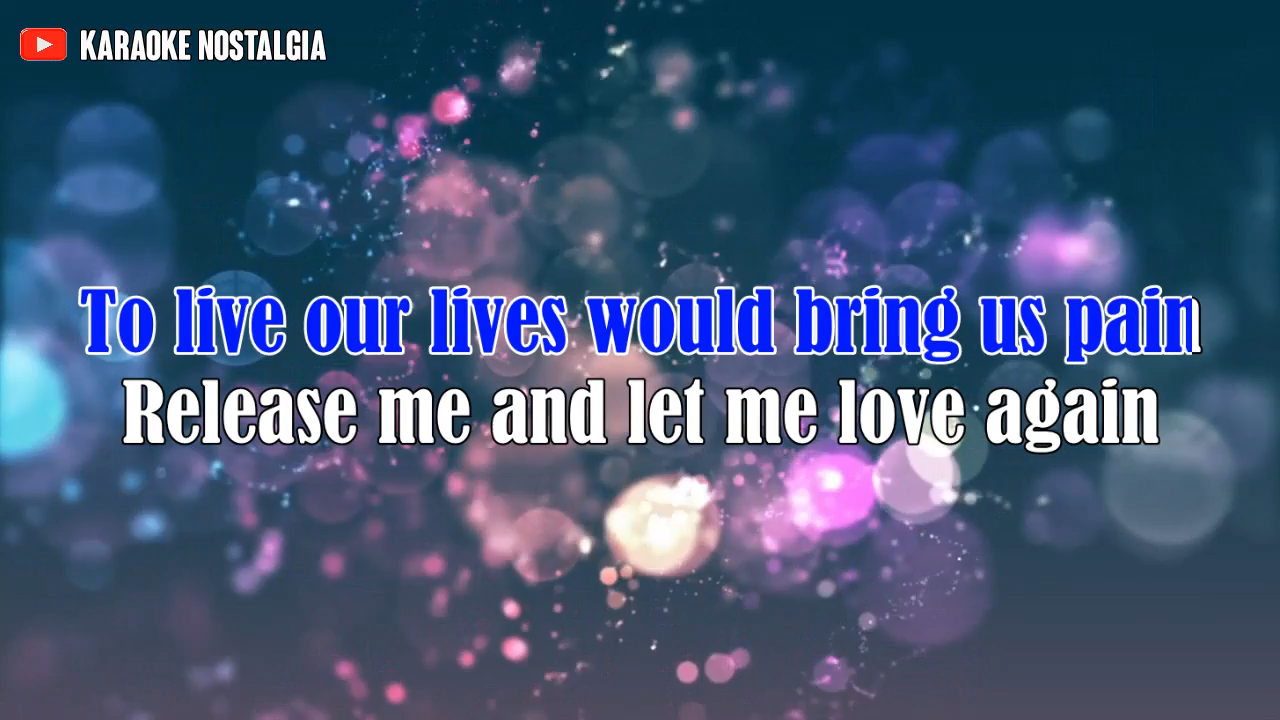 KARAOKE NOSTALGIA
To live our lives would bring us pain
Release me and let me love again